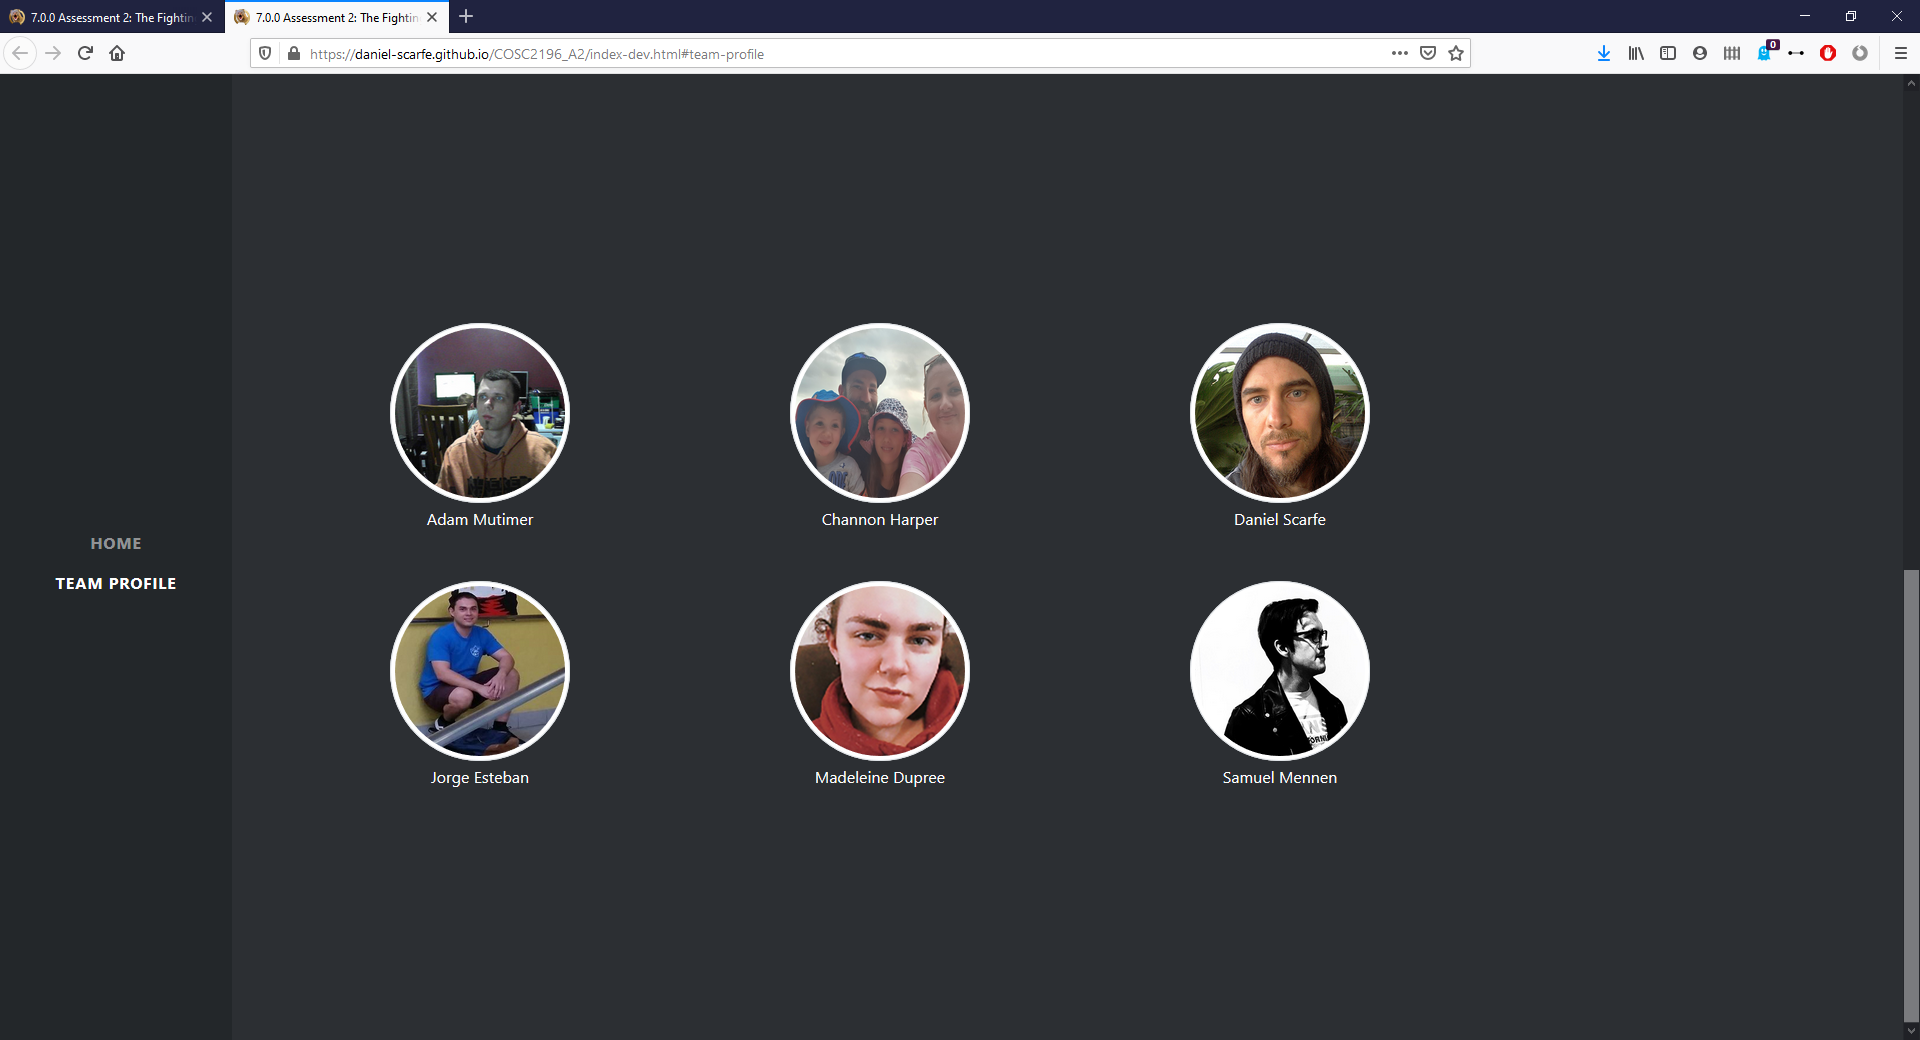 7.0.0 Assessment 2: The Fightin
7.0.0 Assessment 2: The Fightin
https://daniel-scarfe.github.io/COSC2196_A2/index-dev.html#team-profile
0
HOME
TEAM PROFILE
Adam Mutimer
Channon Harper
Daniel Scarfe
Jorge Esteban
Madeleine Dupree
Samuel Mennen